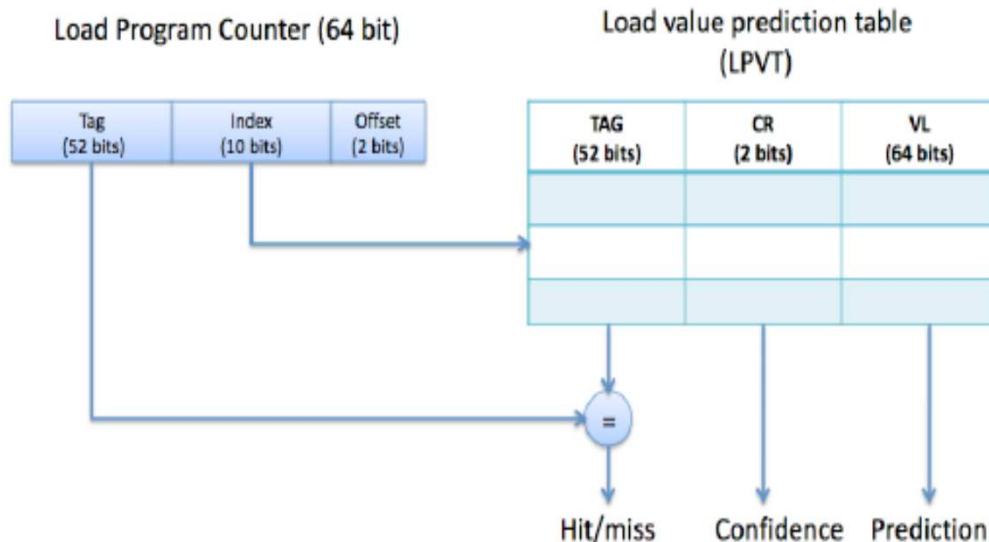 Load Program Counter (64 bit)
Load value prediction table
(LPVT)
Tag
(52 bits)
Index
(10 bits)
Offset
(2 bits)
TAG
(52 bits)
CR
(2 bits)
VL
(64 bits)
=
Hit/miss
Confidence
Prediction